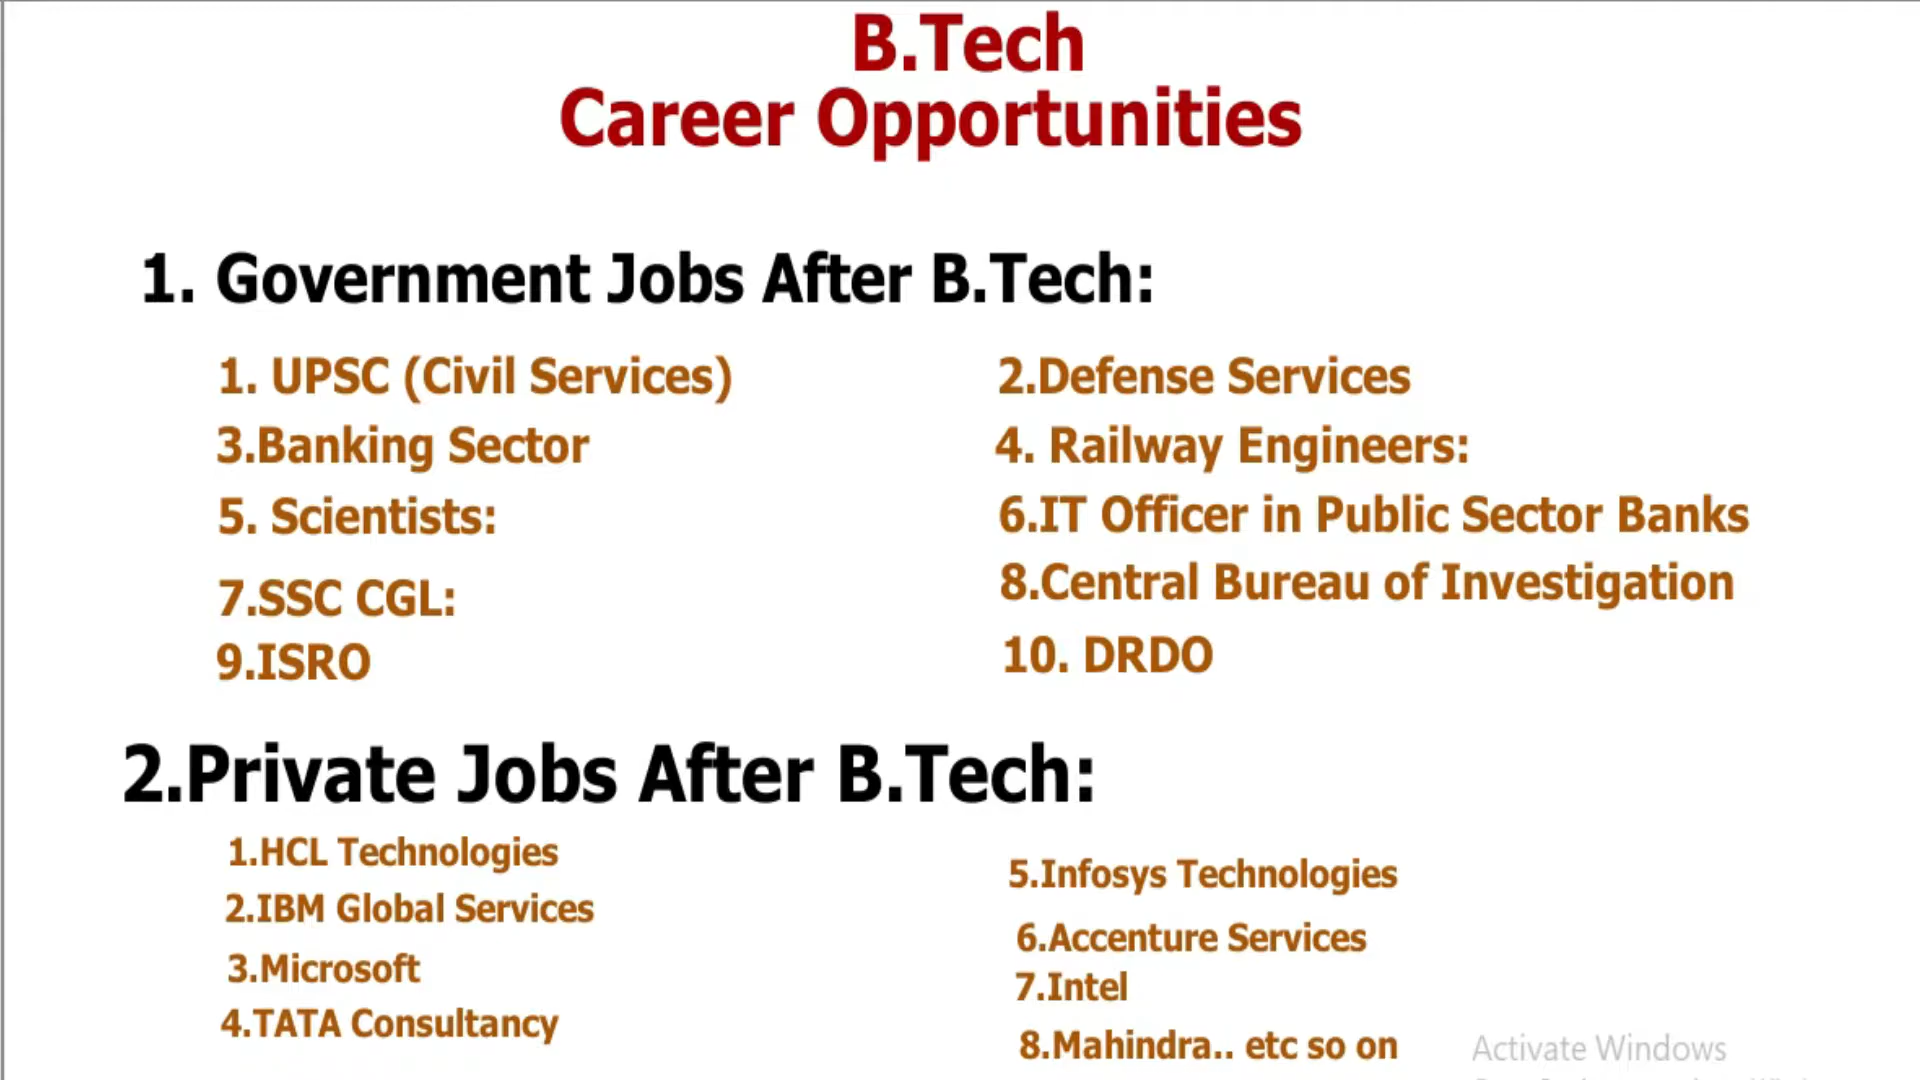 B.Tech
Career Opportunities
1. Government Jobs After B.Tech:
1. UPSC (Civil Services)
2.Defense Services
3.Banking Sector
4. Railway Engineers:
5. Scientists:
6.IT Officer in Public Sector Banks
7.SSC CGL:
8.Central Bureau of Investigation
9.ISRO
10. DRDO
2.Private Jobs After B.Tech:
1.HCL Technologies
2.IBM Global Services
3.Microsoft
4.TATA Consultancy
5.Infosys Technologies
6.Accenture Services
7.Intel
8.Mahindra.. etc so on
Activate Windows